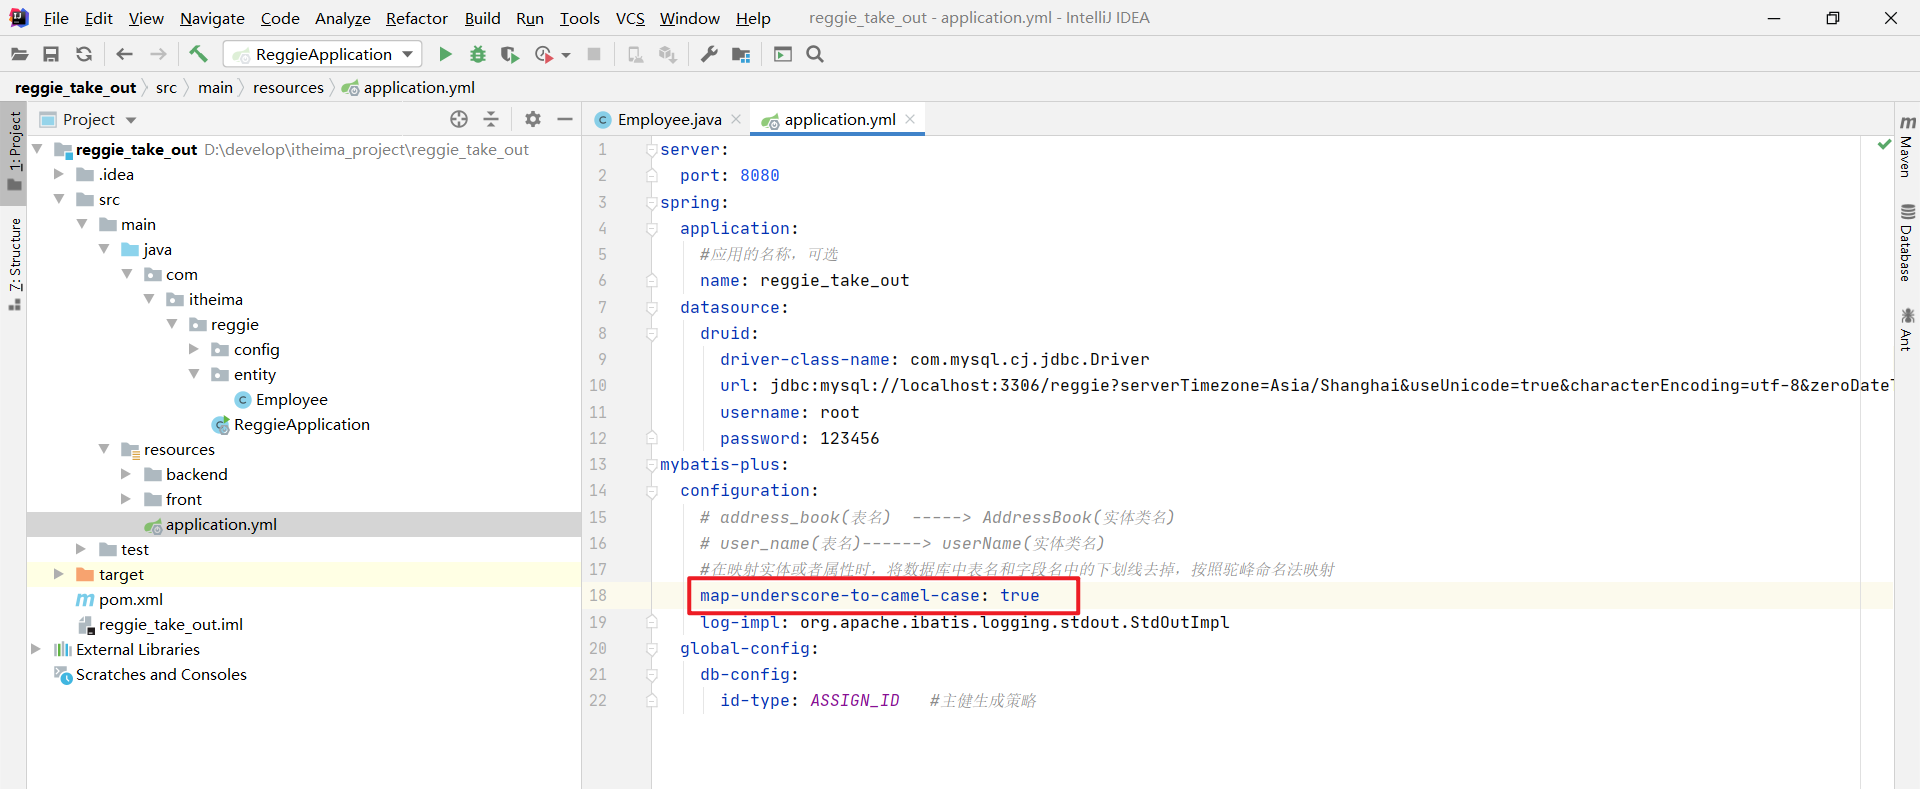 File Edit View Navigate Code Analyze Refactor Build Run Tools VCS Window Help reggie_take_out - application.yml - IntelliJ IDEA
ReggieApplication
reggie_take_out src main resources application.yml
1: Project
Z: Structure
Project
reggie_take_out D:\develop\itheima_project\reggie_take_out
.idea
src
main
java
com
itheima
reggie
config
entity
Employee
ReggieApplication
resources
backend
front
application.yml
test
target
pom.xml
reggie_take_out.iml
External Libraries
Scratches and Consoles
Employee.java application.yml
1 server:
2 port: 8080
3 spring:
4 application:
5 #应用的名称，可选
6 name: reggie_take_out
7 datasource:
8 druid:
9 driver-class-name: com.mysql.cj.jdbc.Driver
10 url: jdbc:mysql://localhost:3306/reggie?serverTimezone=Asia/Shanghai&useUnicode=true&characterEncoding=utf-8&zeroDateT
11 username: root
12 password: 123456
13 mybatis-plus:
14 configuration:
15 # address_book(表名) -----> AddressBook(实体类名)
16 # user_name(表名)------> userName(实体类名)
17 #在映射实体或者属性时，将数据库中表名和字段名中的下划线去掉，按照驼峰命名法映射
18 map-underscore-to-camel-case: true
19 log-impl: org.apache.ibatis.logging.stdout.StdOutImpl
20 global-config:
21 db-config:
22 id-type: ASSIGN_ID #主健生成策略
Maven
Database
Ant